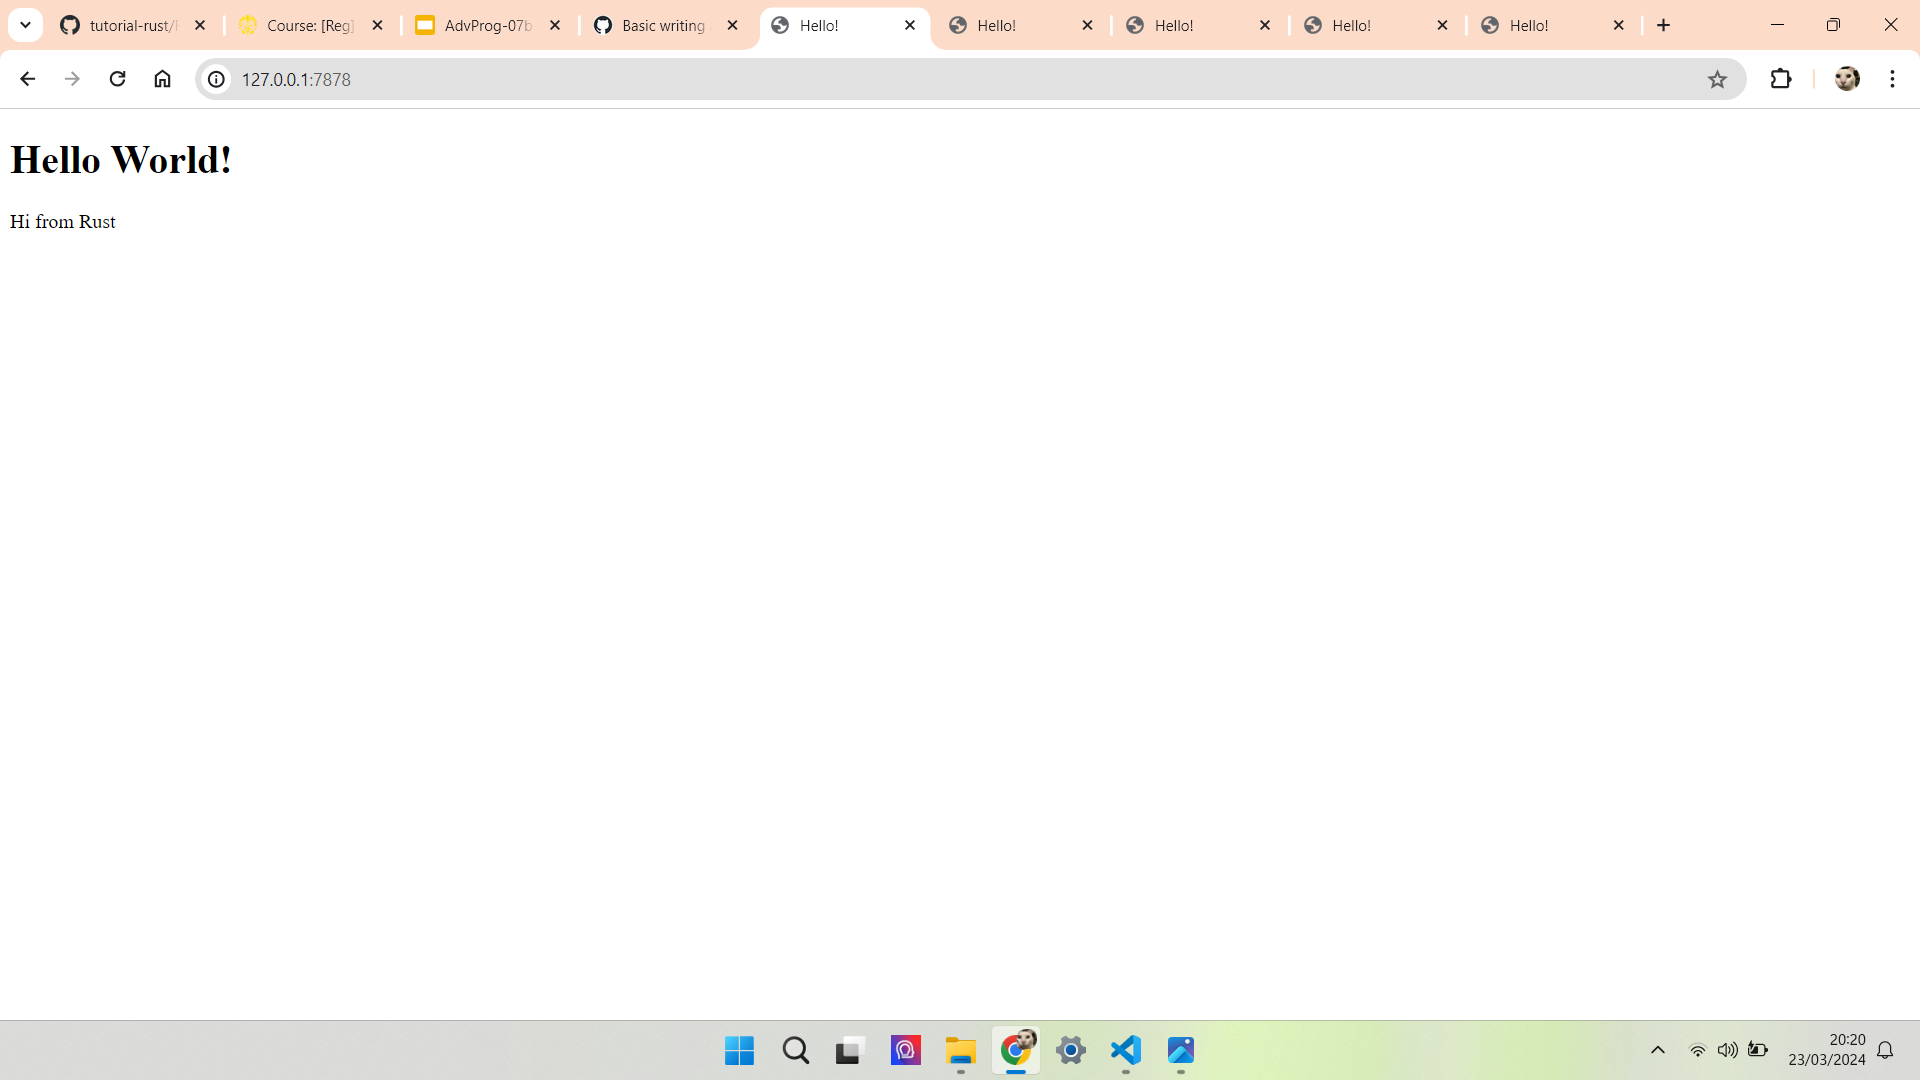 tutorial-rust/
Course: [Reg]
AdvProg-07b
Basic writing
Hello!
Hello!
Hello!
Hello!
Hello!
127.0.0.1:7878
Hello World!
Hi from Rust
20:20
23/03/2024